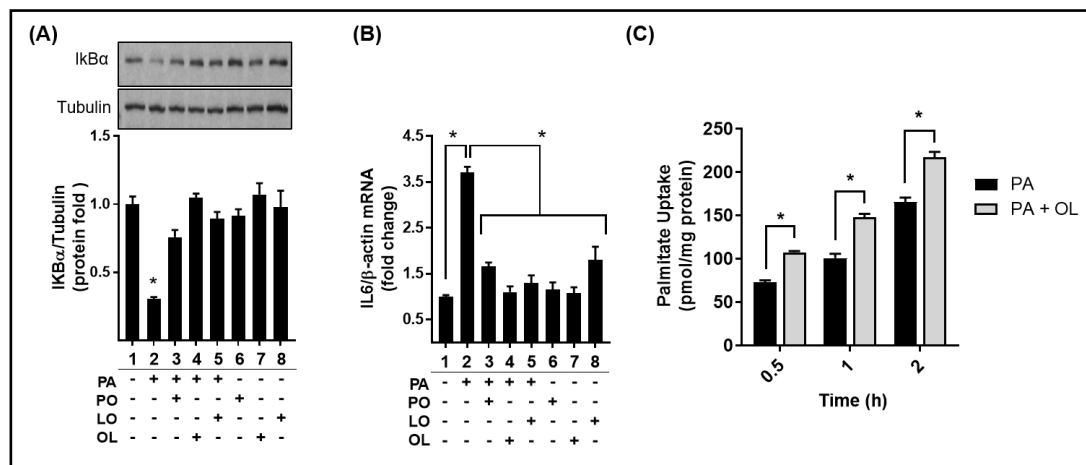 (A)
IkBα
Tubulin
IKBα/Tubulin
(protein fold )
1.5
1.0
0.5
*
1 2 3 4 5 6 7 8
PA - + + + + - - -
PO - - + - - + - -
LO - - - - + - - +
OL - - - + - - + -
(B)
IL6/β-actin mRNA
(fold change)
4.5
3.5
2.5
1.5
0.5
* *
1 2 3 4 5 6 7 8
PA - + + + + - - -
PO - - + - - + - -
LO - - - - + - - +
OL - - - + - - + -
(C)
Palmitate Uptake
(pmol/mg protein)
250
200
150
100
50
0
* * *
0.5 1 2
Time (h)
PA
PA + OL